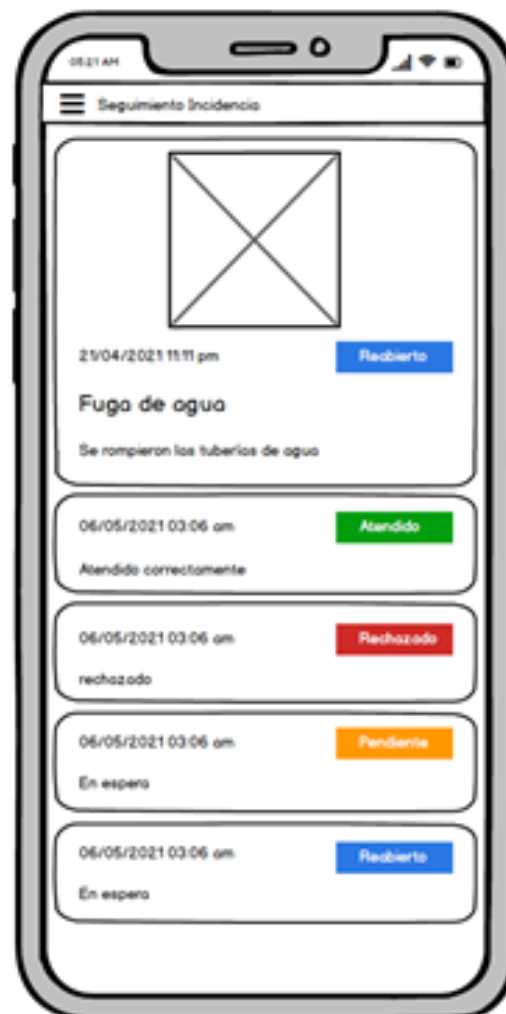 05:21 AM
Seguimiento Incidencia
21/04/2021 11:11 pm
Reabierto
Fuga de agua
Se rompieron las tuberías de agua
06/05/2021 03:06 am
Atendido
Atendido correctamente
06/05/2021 03:06 am
Rechazado
rechazado
06/05/2021 03:06 am
Pendiente
En espera
06/05/2021 03:06 am
Reabierto
En espera